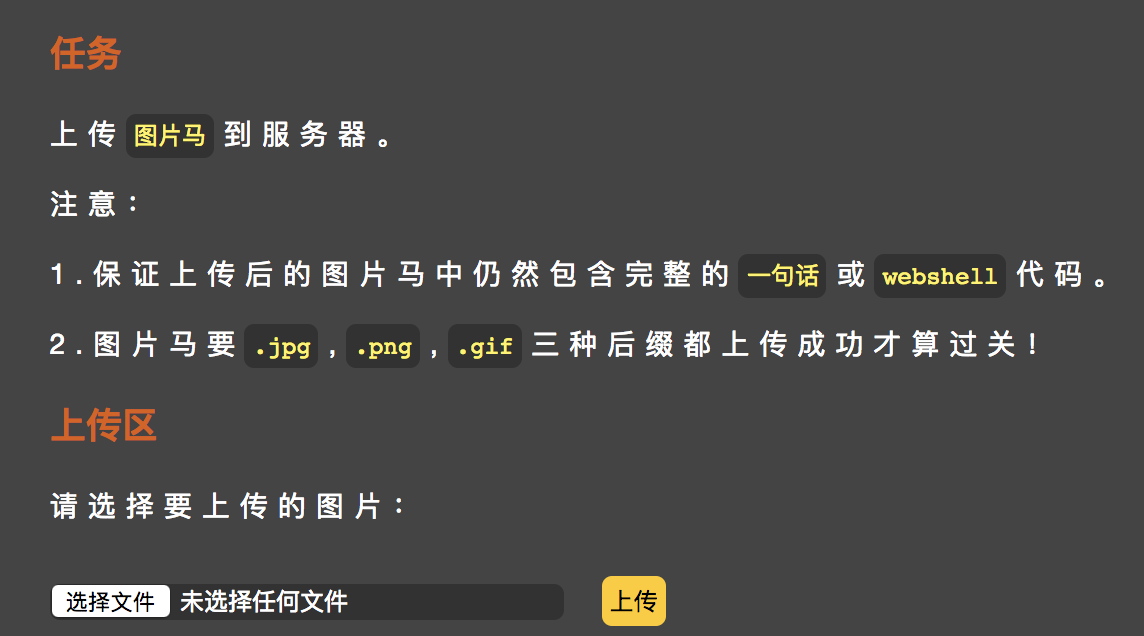 任务
上传 图片马 到服务器。
注意：
1.保证上传后的图片马中仍然包含完整的 一句话 或 webshell 代码。
2.图片马要 .jpg , .png , .gif 三种后缀都上传成功才算过关！
上传区
请选择要上传的图片：
选择文件 未选择任何文件 上传